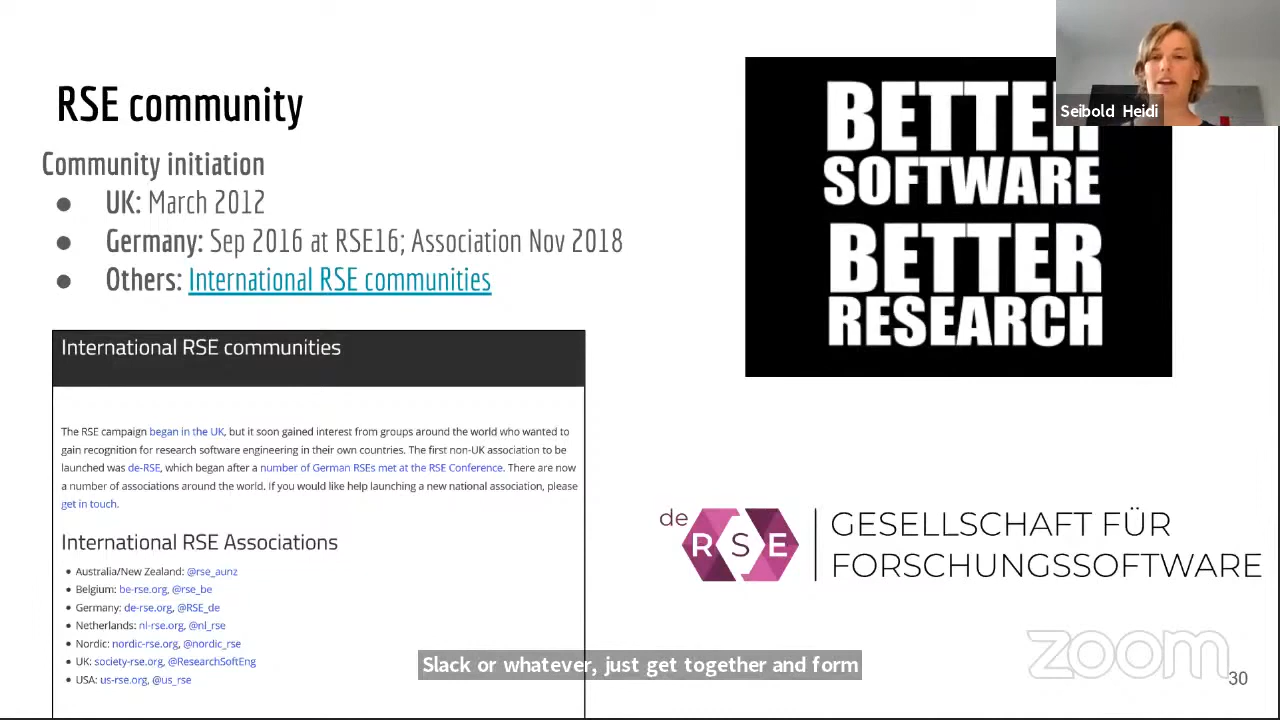 RSE community
Community initiation
● UK: March 2012
● Germany: Sep 2016 at RSE16; Association Nov 2018
● Others: International RSE communities
International RSE communities
The RSE campaign began in the UK, but it soon gained interest from groups around the world who wanted to
gain recognition for research software engineering in their own countries. The first non-UK association to be
launched was de-RSE, which began after a number of German RSEs met at the RSE Conference. There are now
a number of associations around the world. If you would like help launching a new national association, please
get in touch.
International RSE Associations
● Australia/New Zealand: @rse_aunz
● Belgium: be-rse.org, @rse_be
● Germany: de-rse.org, @RSE_de
● Netherlands: nl-rse.org, @nl_rse
● Nordic: nordic-rse.org, @nordic_rse
● UK: society-rse.org, @ResearchSoftEng
● USA: us-rse.org, @us_rse
BETTER
SOFTWARE
BETTER
RESEARCH
Seibold Heidi
de
RSE
GESELLSCHAFT FÜR
FORSCHUNGSSOFTWARE
Slack or whatever, just get together and form
zoom
30